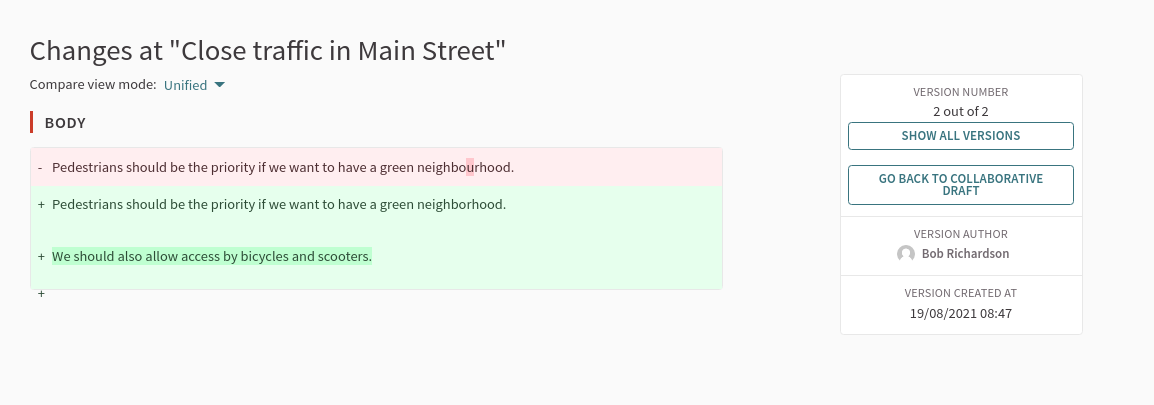 Changes at "Close traffic in Main Street"
Compare view mode: Unified
BODY
- Pedestrians should be the priority if we want to have a green neighbourhood.
+ Pedestrians should be the priority if we want to have a green neighborhood.
+ We should also allow access by bicycles and scooters.
+
VERSION NUMBER
2 out of 2
SHOW ALL VERSIONS
GO BACK TO COLLABORATIVE
DRAFT
VERSION AUTHOR
Bob Richardson
VERSION CREATED AT
19/08/2021 08:47